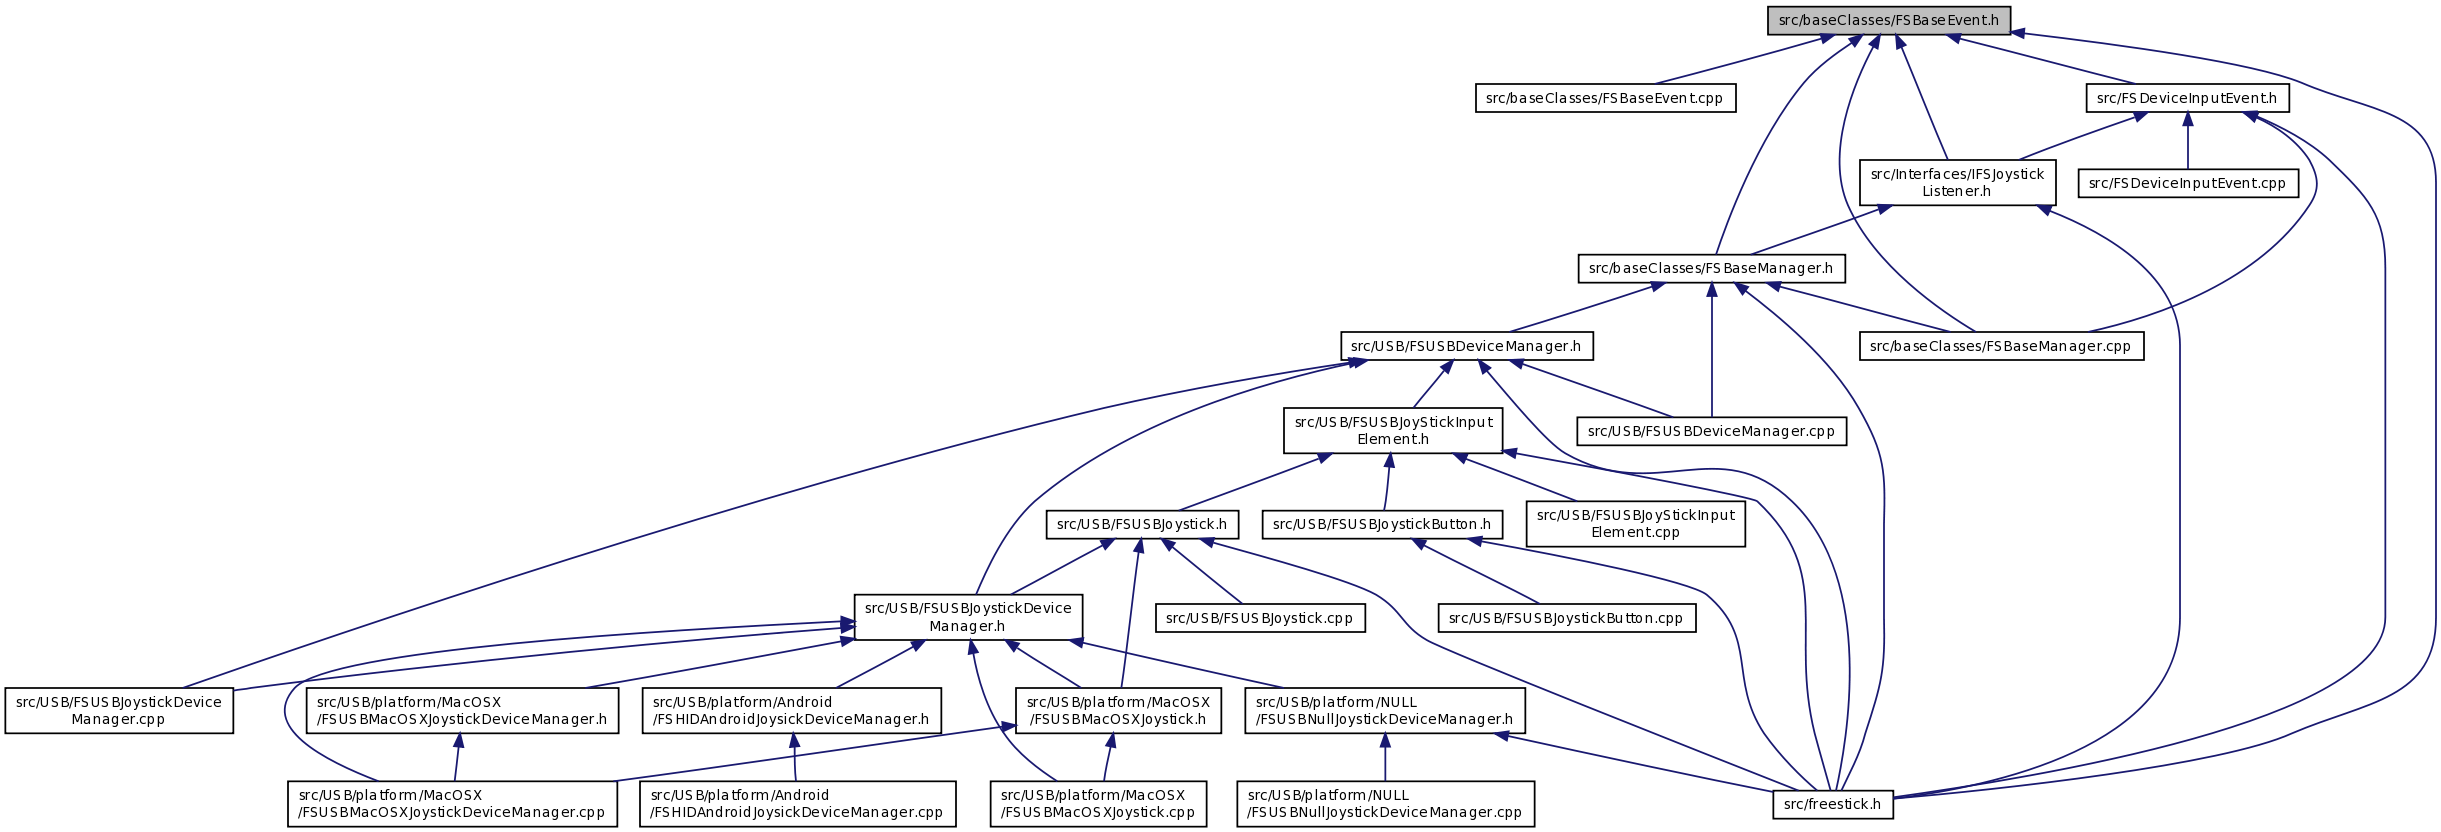 src/baseClasses/FSBaseEvent.h
src/baseClasses/FSBaseEvent.cpp
src/FSDeviceInputEvent.h
src/Interfaces/IFSJoystick
Listener.h
src/FSDeviceInputEvent.cpp
src/baseClasses/FSBaseManager.h
src/USB/FSUSBDeviceManager.h
src/baseClasses/FSBaseManager.cpp
src/USB/FSUSBJoyStickInput
Element.h
src/USB/FSUSBDeviceManager.cpp
src/USB/FSUSBJoystick.h
src/USB/FSUSBJoystickButton.h
src/USB/FSUSBJoyStickInput
Element.cpp
src/USB/FSUSBJoystickDevice
Manager.h
src/USB/FSUSBJoystick.cpp
src/USB/FSUSBJoystickButton.cpp
src/USB/FSUSBJoystickDevice
Manager.cpp
src/USB/platform/MacOSX
/FSUSBMacOSXJoystickDeviceManager.h
src/USB/platform/Android
/FSHIDAndroidJoysickDeviceManager.h
src/USB/platform/MacOSX
/FSUSBMacOSXJoystick.h
src/USB/platform/NULL
/FSUSBNullJoystickDeviceManager.h
src/USB/platform/MacOSX
/FSUSBMacOSXJoystickDeviceManager.cpp
src/USB/platform/Android
/FSHIDAndroidJoysickDeviceManager.cpp
src/USB/platform/MacOSX
/FSUSBMacOSXJoystick.cpp
src/USB/platform/NULL
/FSUSBNullJoystickDeviceManager.cpp
src/freestick.h